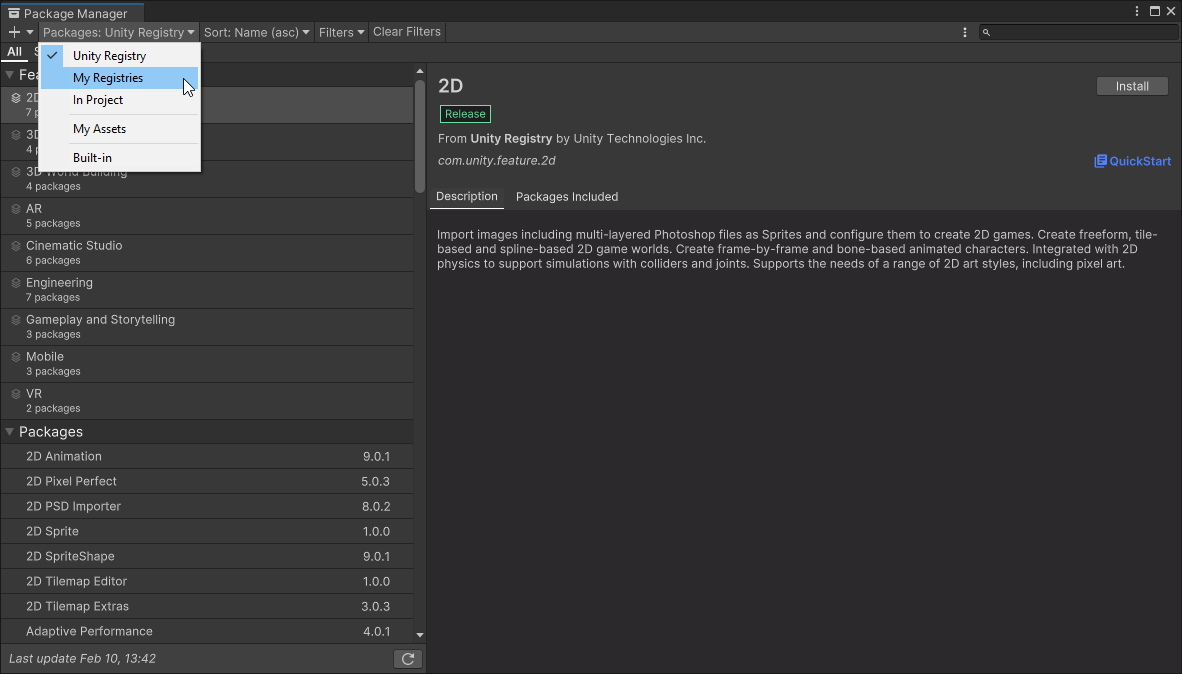 Package Manager
Packages: Unity Registry Sort: Name (asc) Filters Clear Filters
All
Unity Registry
My Registries
In Project
My Assets
Built-in
2D
7
3D
4
3D World Building
4 packages
AR
5 packages
Cinematic Studio
6 packages
Engineering
7 packages
Gameplay and Storytelling
3 packages
Mobile
3 packages
VR
2 packages
Packages
2D Animation 9.0.1
2D Pixel Perfect 5.0.3
2D PSD Importer 8.0.2
2D Sprite 1.0.0
2D SpriteShape 9.0.1
2D Tilemap Editor 1.0.0
2D Tilemap Extras 3.0.3
Adaptive Performance 4.0.1
Last update Feb 10, 13:42
2D
Install
Release
From Unity Registry by Unity Technologies Inc.
com.unity.feature.2d
QuickStart
Description Packages Included
Import images including multi-layered Photoshop files as Sprites and configure them to create 2D games. Create freeform, tile-
based and spline-based 2D game worlds. Create frame-by-frame and bone-based animated characters. Integrated with 2D
physics to support simulations with colliders and joints. Supports the needs of a range of 2D art styles, including pixel art.